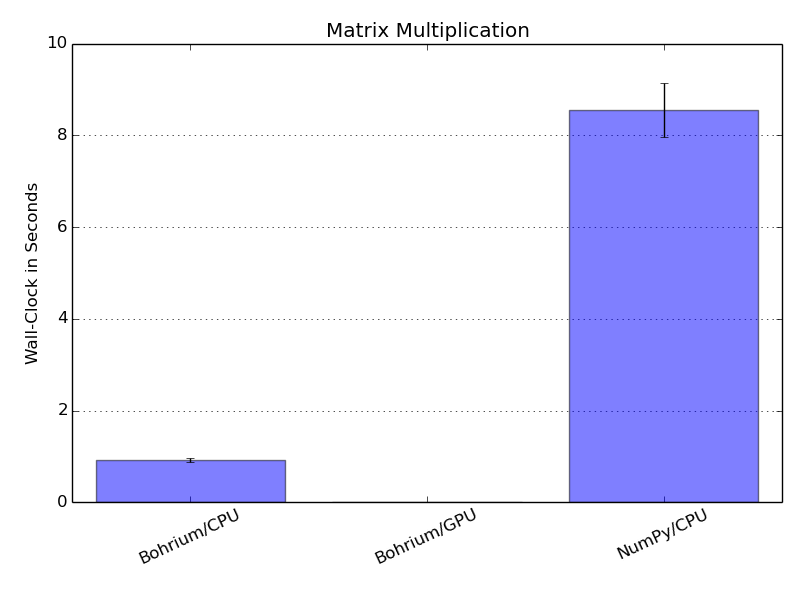 Matrix Multiplication
10
8
6
4
2
0
Wall-Clock in Seconds
Bohrium/CPU
Bohrium/GPU
NumPy/CPU